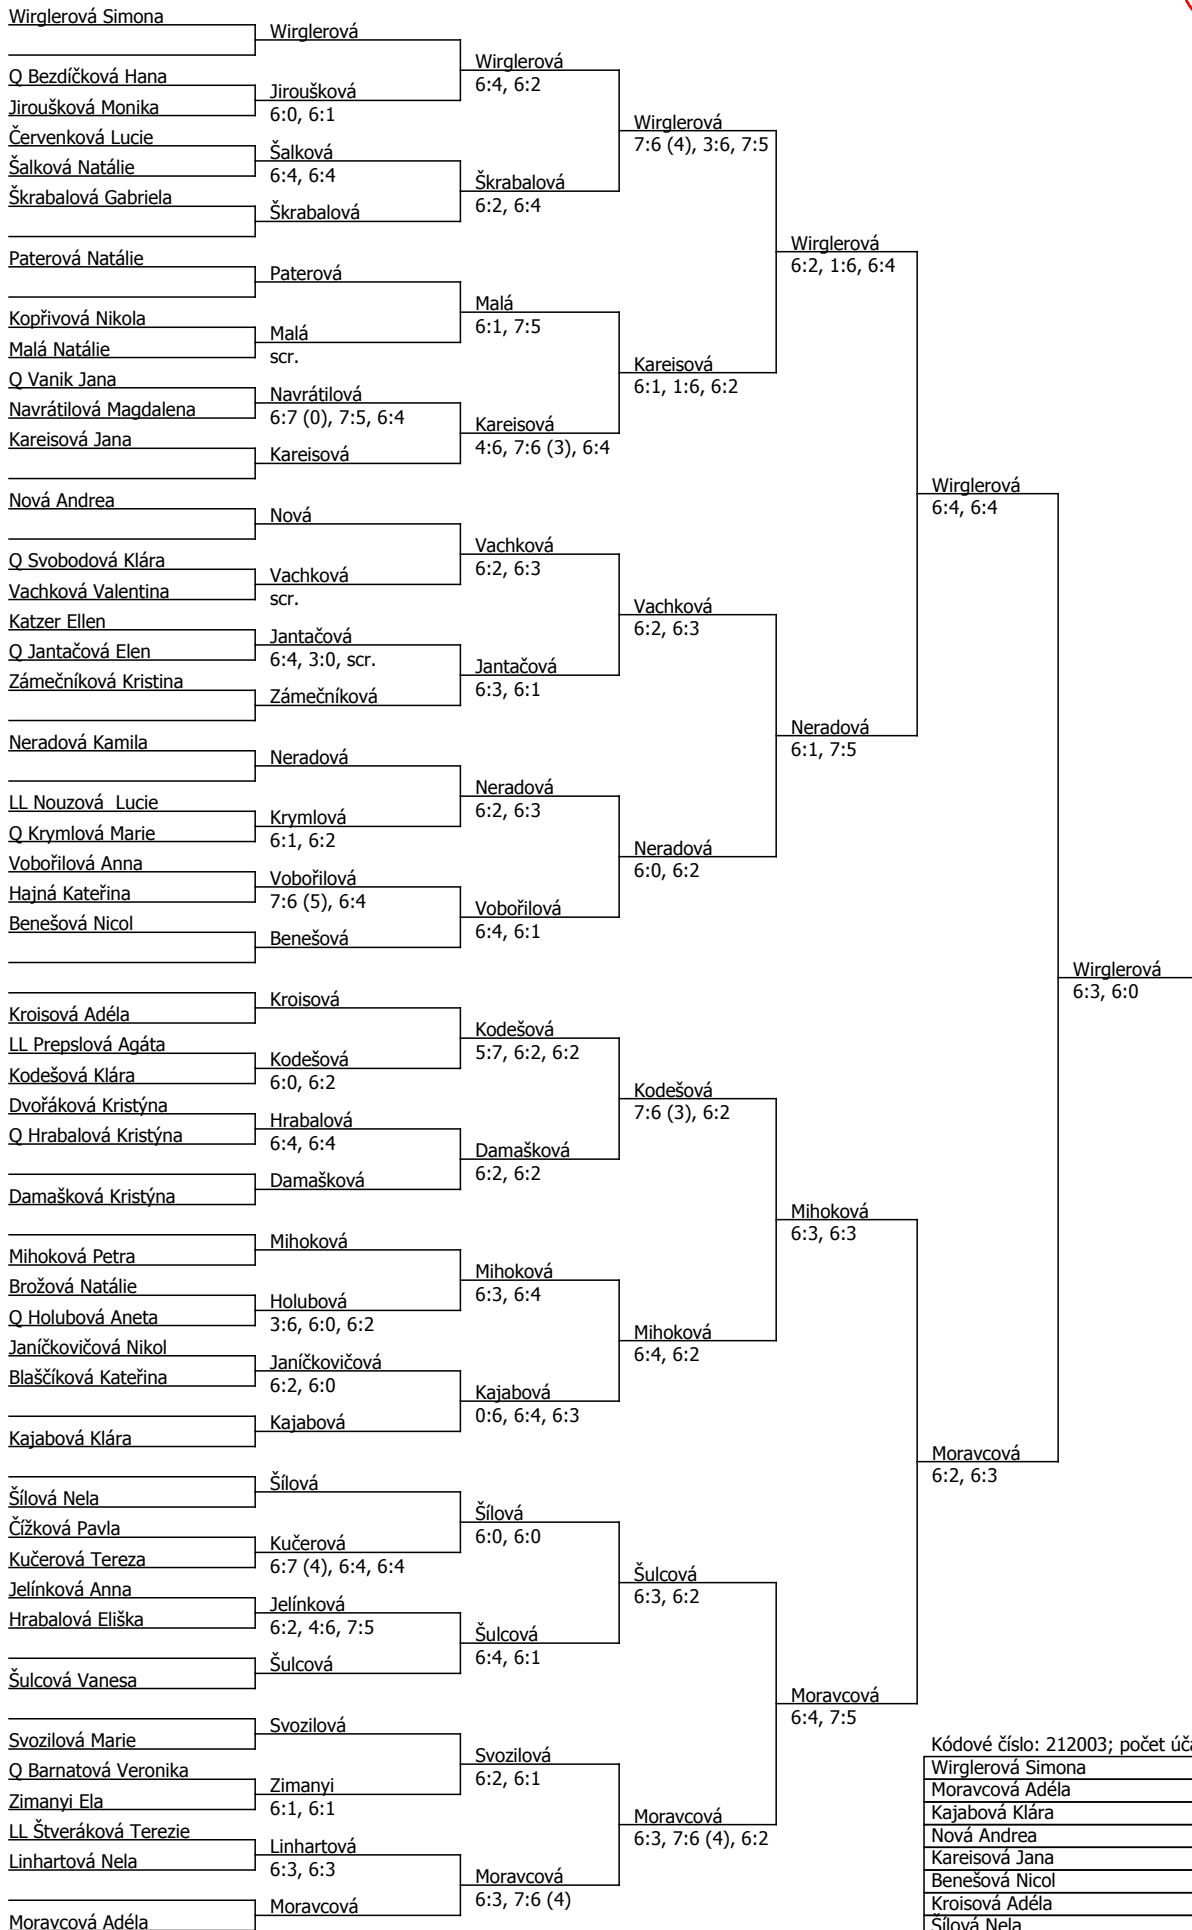 Wirglerová Simona
Q Bezdíčková Hana
Jiroušková Monika
Červenková Lucie
Šalková Natálie
Škrabalová Gabriela
Paterová Natálie
Kopřivová Nikola
Malá Natálie
Q Vanik Jana
Navrátilová Magdalena
Kareisová Jana
Nová Andrea
Q Svobodová Klára
Vachková Valentina
Katzer Ellen
Q Jantačová Elen
Zámečníková Kristina
Neradová Kamila
LL Nouzová  Lucie
Q Krymlová Marie
Vobořilová Anna
Hajná Kateřina
Benešová Nicol
Kroisová Adéla
LL Prepslová Agáta
Kodešová Klára
Dvořáková Kristýna
Q Hrabalová Kristýna
Damašková Kristýna
Mihoková Petra
Brožová Natálie
Q Holubová Aneta
Janíčkovičová Nikol
Blaščíková Kateřina
Kajabová Klára
Šílová Nela
Čížková Pavla
Kučerová Tereza
Jelínková Anna
Hrabalová Eliška
Šulcová Vanesa
Svozilová Marie
Q Barnatová Veronika
Zimanyi Ela
LL Štveráková Terezie
Linhartová Nela
Moravcová Adéla
Wirglerová
Jiroušková
6:0, 6:1
Šalková
6:4, 6:4
Škrabalová
Paterová
Malá
scr.
Navrátilová
6:7 (0), 7:5, 6:4
Kareisová
Nová
Vachková
scr.
Jantačová
6:4, 3:0, scr.
Zámečníková
Neradová
Krymlová
6:1, 6:2
Vobořilová
7:6 (5), 6:4
Benešová
Kroisová
Kodešová
6:0, 6:2
Hrabalová
6:4, 6:4
Damašková
Mihoková
Holubová
3:6, 6:0, 6:2
Janíčkovičová
6:2, 6:0
Kajabová
Šílová
Kučerová
6:7 (4), 6:4, 6:4
Jelínková
6:2, 4:6, 7:5
Šulcová
Svozilová
Zimanyi
6:1, 6:1
Linhartová
6:3, 6:3
Moravcová
Wirglerová
6:4, 6:2
Škrabalová
6:2, 6:4
Malá
6:1, 7:5
Kareisová
4:6, 7:6 (3), 6:4
Vachková
6:2, 6:3
Jantačová
6:3, 6:1
Neradová
6:2, 6:3
Vobořilová
6:4, 6:1
Kodešová
5:7, 6:2, 6:2
Damašková
6:2, 6:2
Mihoková
6:3, 6:4
Kajabová
0:6, 6:4, 6:3
Šílová
6:0, 6:0
Šulcová
6:4, 6:1
Svozilová
6:2, 6:1
Moravcová
6:3, 7:6 (4)
Wirglerová
7:6 (4), 3:6, 7:5
Kareisová
6:1, 1:6, 6:2
Vachková
6:2, 6:3
Neradová
6:0, 6:2
Kodešová
7:6 (3), 6:2
Mihoková
6:4, 6:2
Šulcová
6:3, 6:2
Moravcová
6:3, 7:6 (4), 6:2
Wirglerová
6:2, 1:6, 6:4
Neradová
6:1, 7:5
Mihoková
6:3, 6:3
Moravcová
6:4, 7:5
Wirglerová
6:4, 6:4
Moravcová
6:2, 6:3
Wirglerová
6:3, 6:0
Kódové číslo: 212003; počet úča
Wirglerová Simona
Moravcová Adéla
Kajabová Klára
Nová Andrea
Kareisová Jana
Benešová Nicol
Kroisová Adéla
Šílová Nela